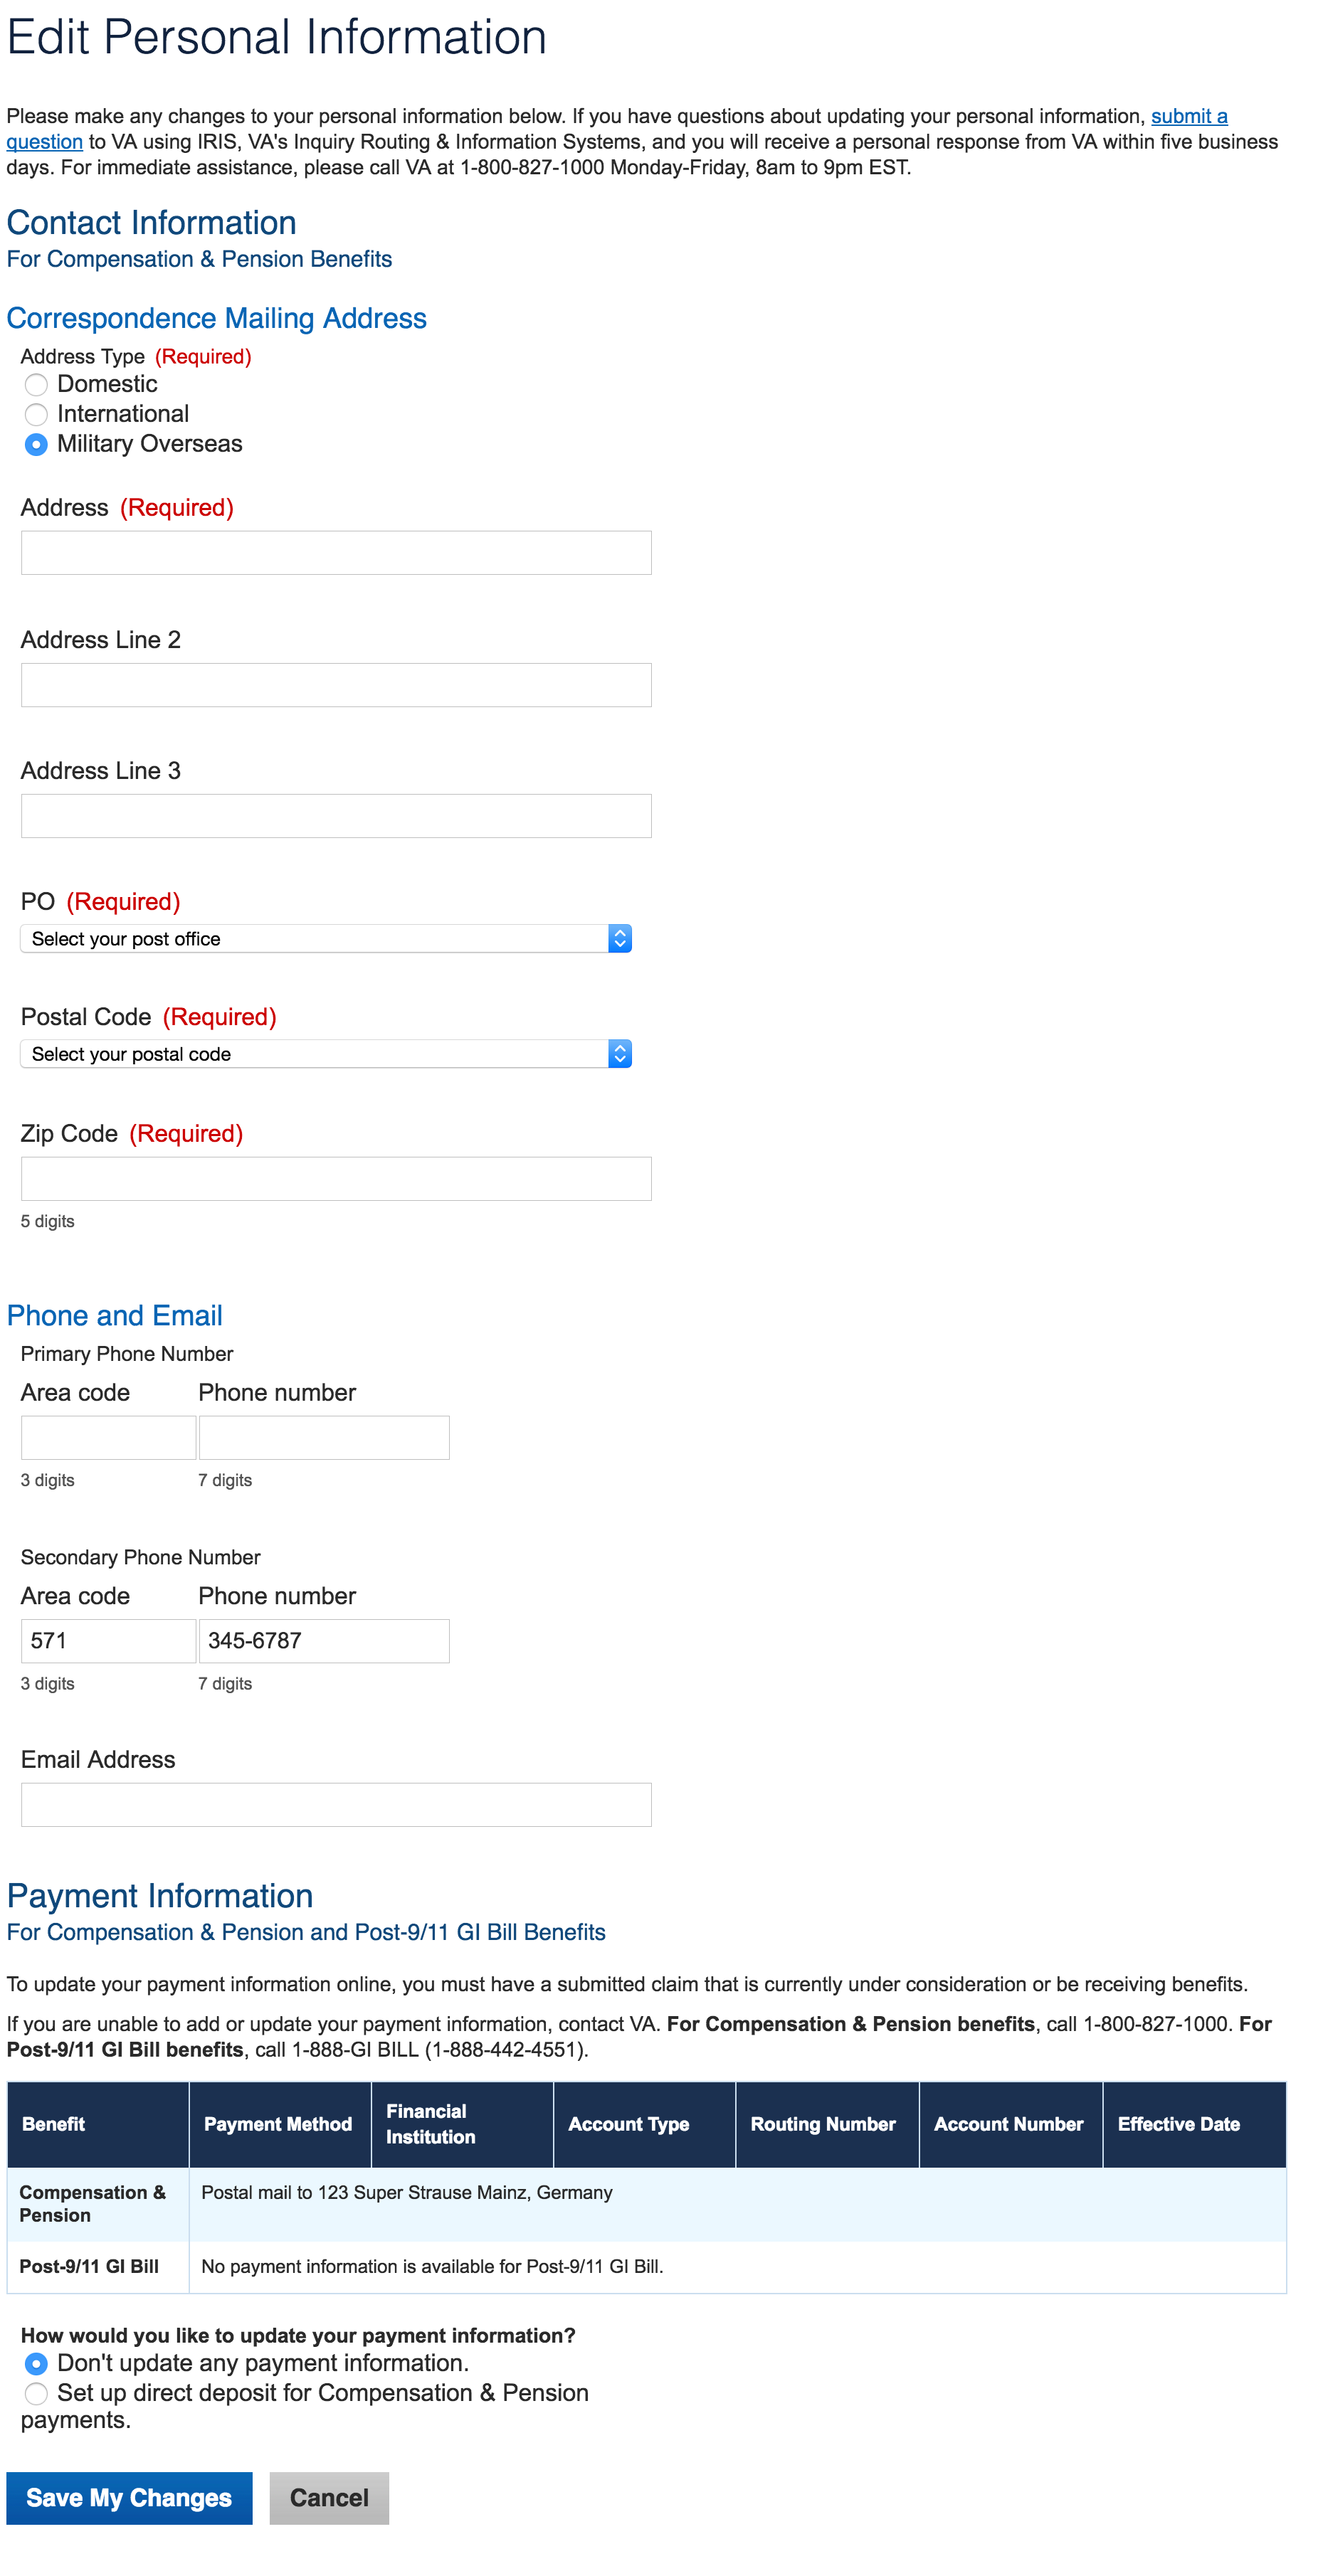 Edit Personal Information
Please make any changes to your personal information below. If you have questions about updating your personal information, submit a
question to VA using IRIS, VA's Inquiry Routing & Information Systems, and you will receive a personal response from VA within five business
days. For immediate assistance, please call VA at 1-800-827-1000 Monday-Friday, 8am to 9pm EST.
Contact Information
For Compensation & Pension Benefits
Correspondence Mailing Address
Address Type (Required)
Domestic
International
Military Overseas
Address (Required)
Address Line 2
Address Line 3
PO (Required)
Select your post office
Postal Code (Required)
Select your postal code
Zip Code (Required)
5 digits
Phone and Email
Primary Phone Number
Area code Phone number
3 digits 7 digits
Secondary Phone Number
Area code Phone number
571 345-6787
3 digits 7 digits
Email Address
Payment Information
For Compensation & Pension and Post-9/11 GI Bill Benefits
To update your payment information online, you must have a submitted claim that is currently under consideration or be receiving benefits.
If you are unable to add or update your payment information, contact VA. For Compensation & Pension benefits, call 1-800-827-1000. For
Post-9/11 GI Bill benefits, call 1-888-GI BILL (1-888-442-4551).
Benefit Payment Method Financial Institution Account Type Routing Number Account Number Effective Date
Compensation & Pension Postal mail to 123 Super Strause Mainz, Germany
Post-9/11 GI Bill No payment information is available for Post-9/11 GI Bill.
How would you like to update your payment information?
Don't update any payment information.
Set up direct deposit for Compensation & Pension
payments.
Save My Changes Cancel